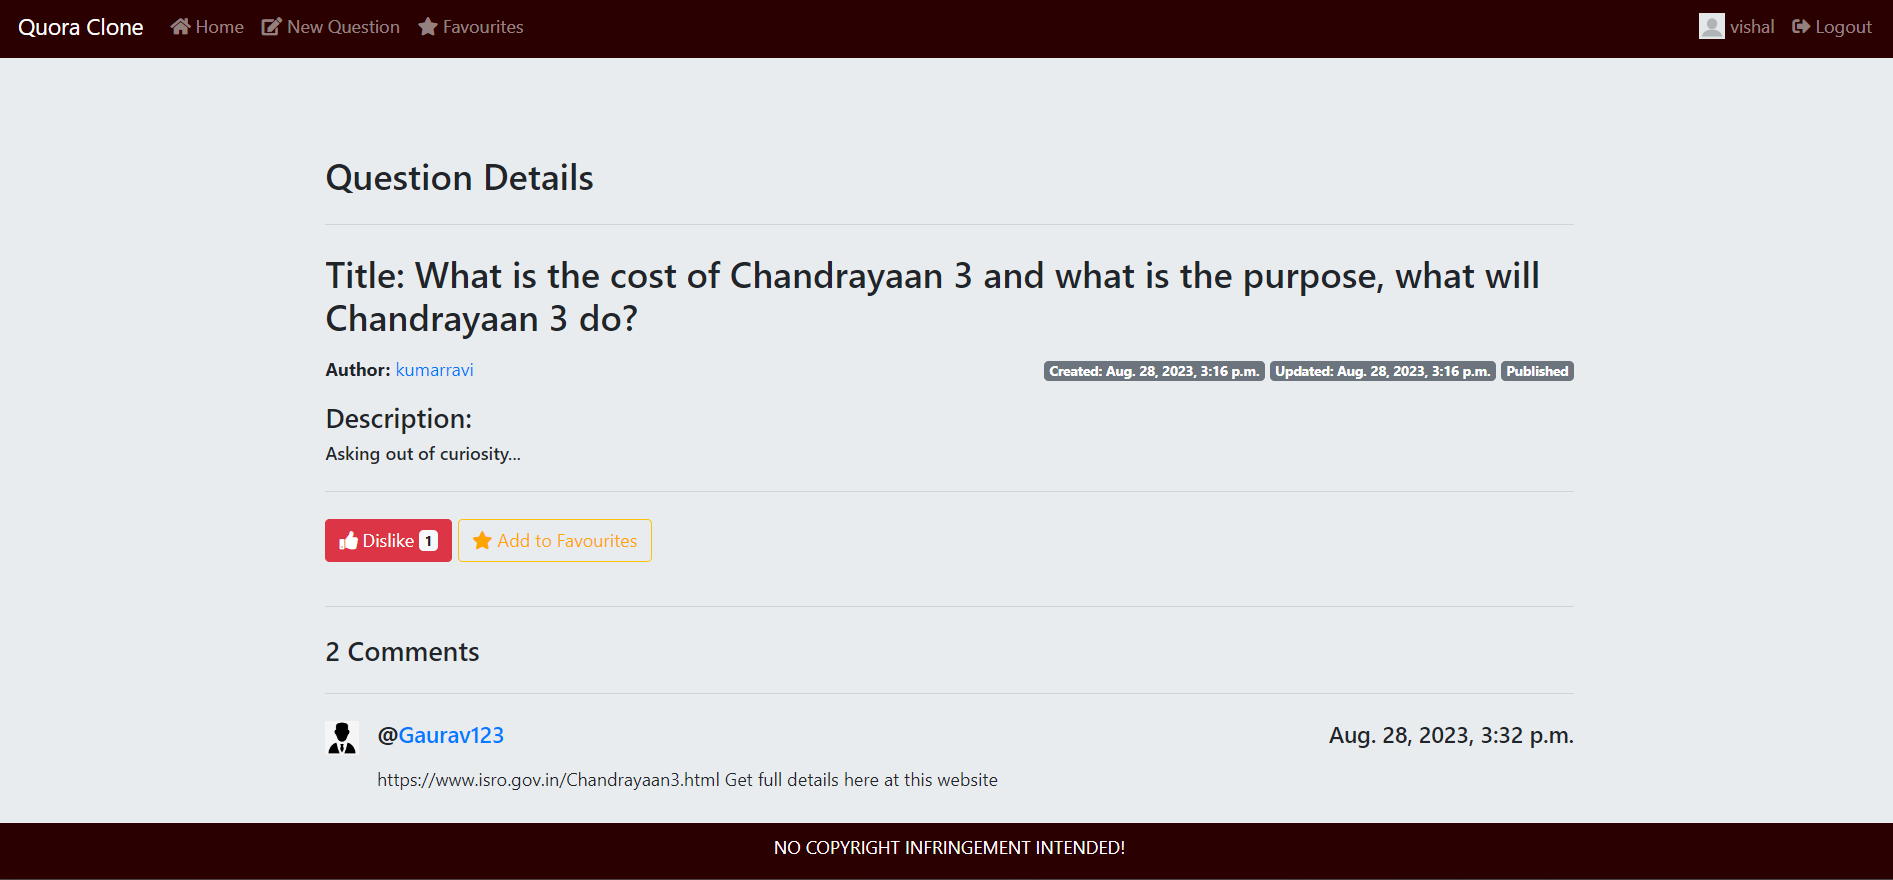 Quora Clone Home New Question Favourites vishal Logout
Question Details
Title: What is the cost of Chandrayaan 3 and what is the purpose, what will
Chandrayaan 3 do?
Author: kumarravi Created: Aug. 28, 2023, 3:16 p.m. Updated: Aug. 28, 2023, 3:16 p.m. Published
Description:
Asking out of curiosity...
Dislike 1 Add to Favourites
2 Comments
@Gaurav123 Aug. 28, 2023, 3:32 p.m.
https://www.isro.gov.in/Chandrayaan3.html Get full details here at this website
NO COPYRIGHT INFRINGEMENT INTENDED!